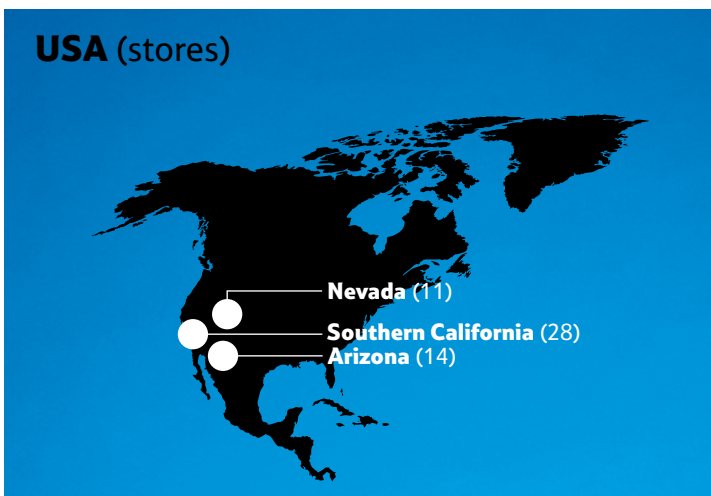 USA (stores)
Nevada (11)
Southern California (28)
Arizona (14)